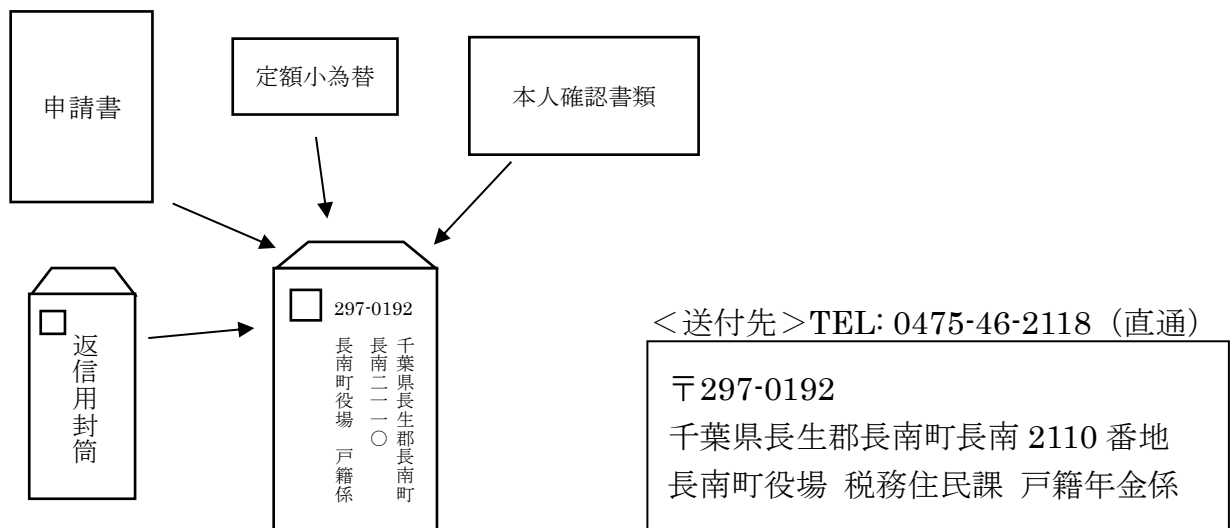 申請書
定額小為替
本人確認書類
返信用封筒
297-0192
千葉県長生郡長南町
長南二一一〇
長南町役場 戸籍係
＜送付先＞TEL: 0475-46-2118（直通）
〒297-0192
千葉県長生郡長南町長南 2110 番地
長南町役場 税務住民課 戸籍年金係